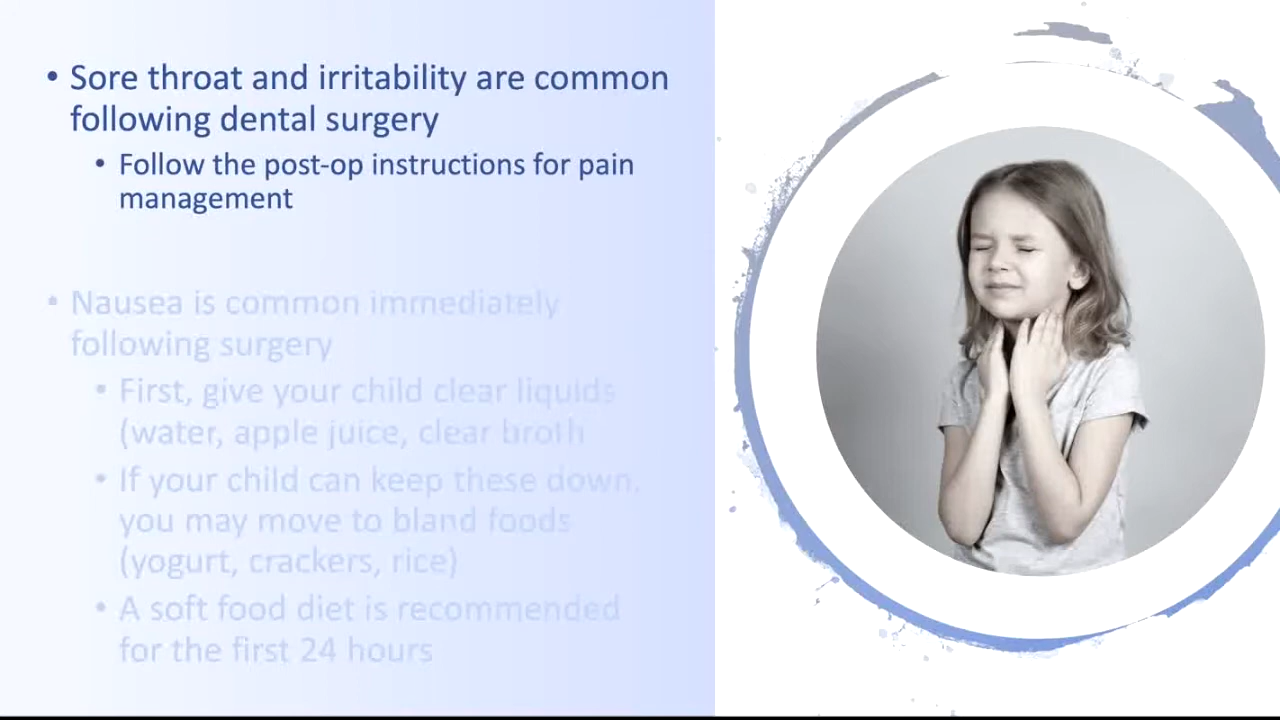 • Sore throat and irritability are common
following dental surgery
• Follow the post-op instructions for pain
management
• Nausea is common immediately
following surgery
• First, give your child clear liquids
(water, apple juice, clear broth
• If your child can keep these down,
you may move to bland foods
(yogurt, crackers, rice)
• A soft food diet is recommended
for the first 24 hours